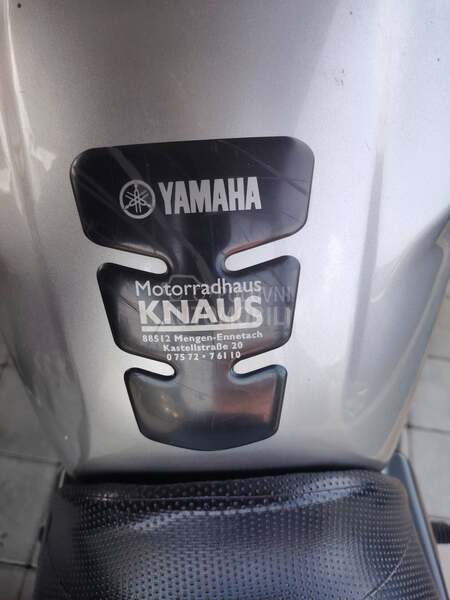 YAMAHA
Motorradhaus
KNAUS
88512 Mengen-Ennetach
Kastellstraße 20
07572 • 76110